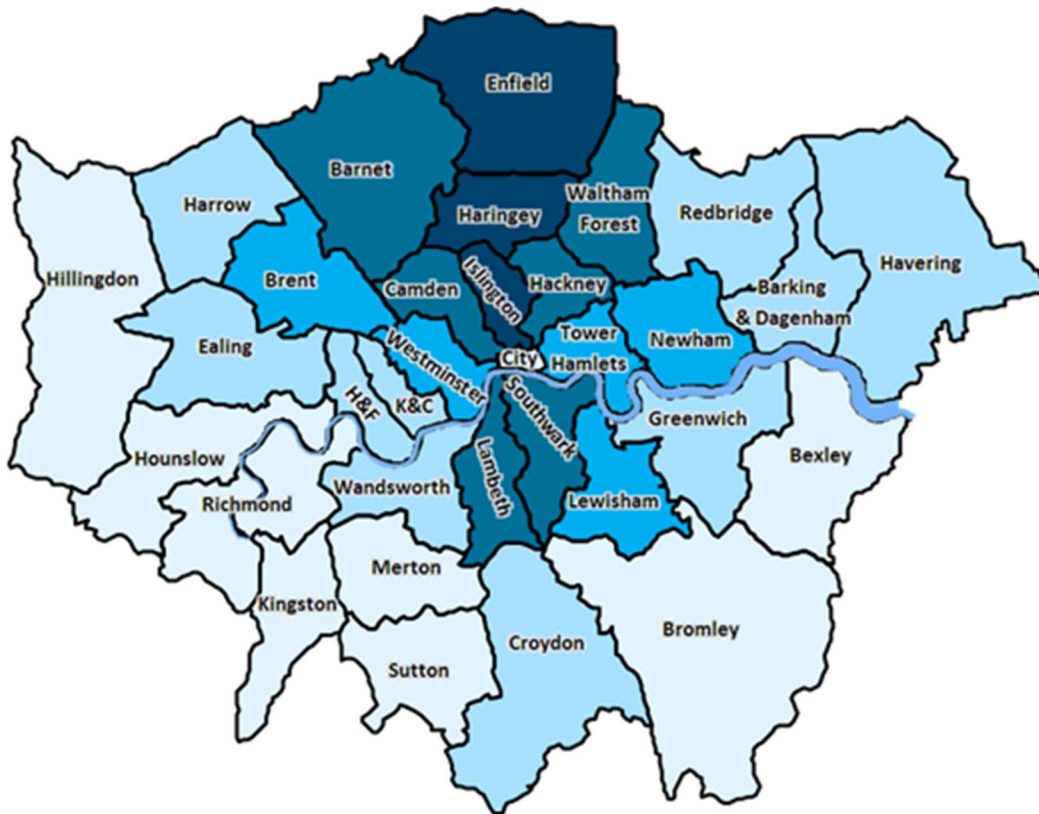 Enfield
Barnet
Waltham
Forest
Haringey
Harrow
Redbridge
Havering
Hillingdon
Brent
Camden
Islington
Hackney
Barking
& Dagenham
Ealing
Westminster
City
Tower
Hamlets
Newham
H&F
K&C
Southwark
Greenwich
Hounslow
Bexley
Richmond
Wandsworth
Lambeth
Lewisham
Merton
Kingston
Bromley
Croydon
Sutton